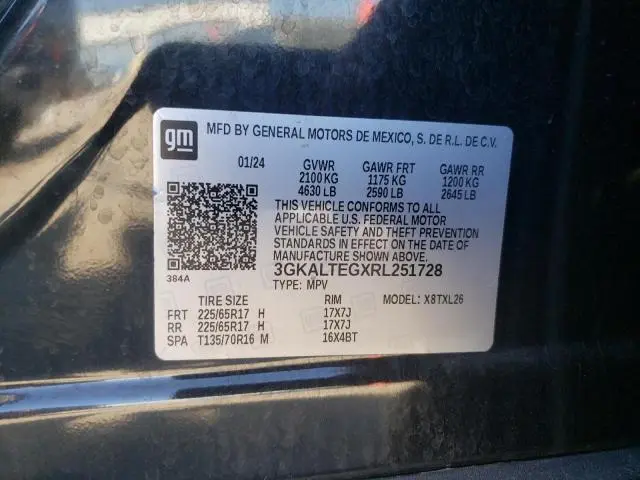 gm MFD BY GENERAL MOTORS DE MEXICO, S. DE R.L. DE C.V.
01/24 GVWR GAWR FRT GAWR RR
2100 KG 1175 KG 1200 KG
4630 LB 2590 LB 2645 LB
THIS VEHICLE CONFORMS TO ALL
APPLICABLE U.S. FEDERAL MOTOR
VEHICLE SAFETY AND THEFT PREVENTION
STANDARDS IN EFFECT ON THE DATE OF
MANUFACTURE SHOWN ABOVE.
3GKALTEGXRL251728
384A TYPE: MPV
TIRE SIZE RIM MODEL: X8TXL26
FRT 225/65R17 H 17X7J
RR 225/65R17 H 17X7J
SPA T135/70R16 M 16X4BT